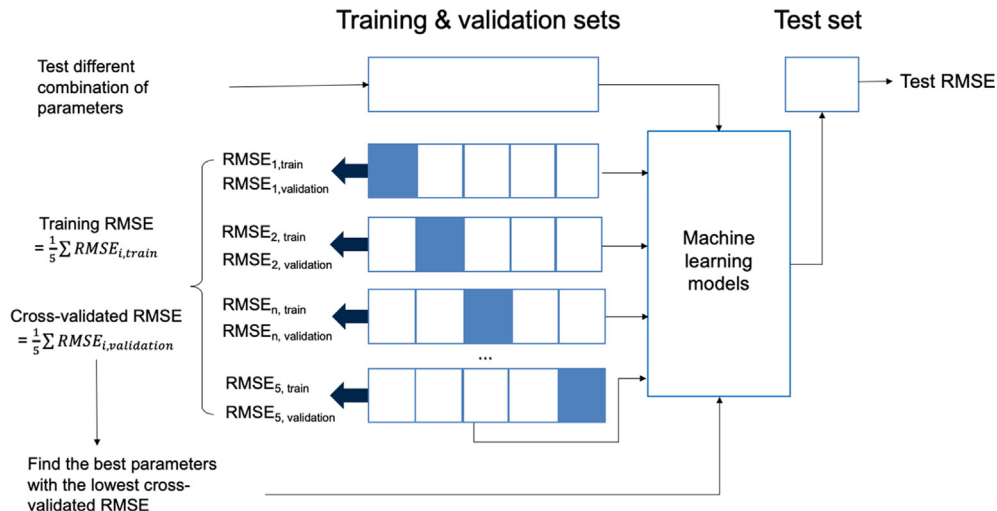 Training & validation sets
Test set
Test different
combination of
parameters
Test RMSE
RMSE1,train
RMSE1,validation
Training RMSE
= 1/5 ∑ RMSEi,train
RMSE2, train
RMSE2, validation
Machine
learning
models
Cross-validated RMSE
= 1/5 ∑ RMSEi,validation
RMSEn, train
RMSEn, validation
...
RMSE5, train
RMSE5, validation
Find the best parameters
with the lowest cross-
validated RMSE